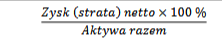 Zysk (strata) netto × 100 %
Aktywa razem